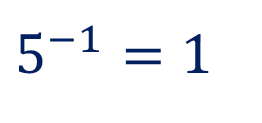 5⁻¹ = 1